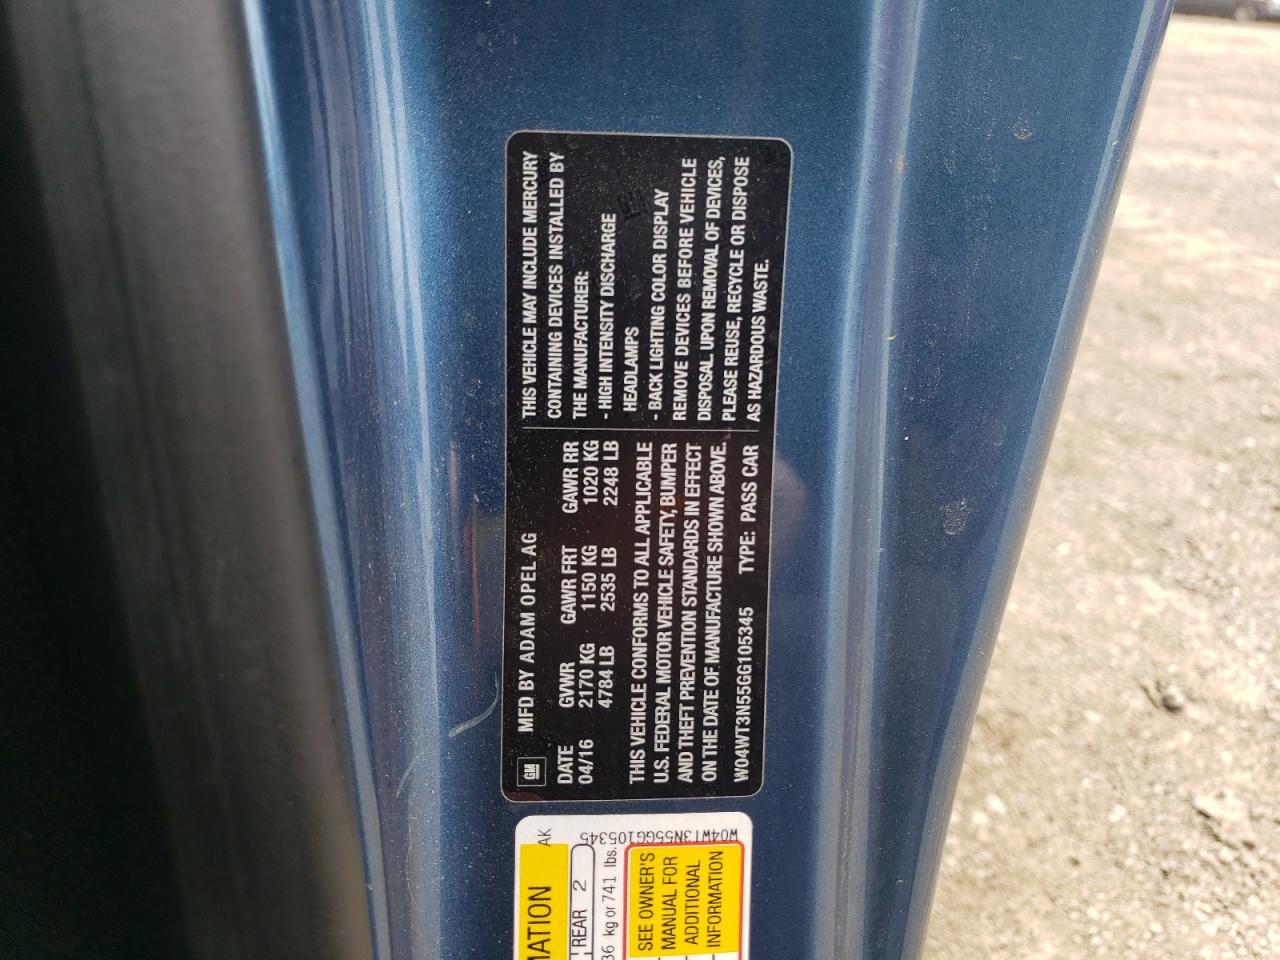 GM
MFD BY ADAM OPEL AG
DATE GVWR GAWR FRT GAWR RR
04/16 2170 KG 1150 KG 1020 KG
4784 LB 2535 LB 2248 LB
THIS VEHICLE CONFORMS TO ALL APPLICABLE
U.S. FEDERAL MOTOR VEHICLE SAFETY, BUMPER
AND THEFT PREVENTION STANDARDS IN EFFECT
ON THE DATE OF MANUFACTURE SHOWN ABOVE.
W04WT3N55GG105345 TYPE: PASS CAR
THIS VEHICLE MAY INCLUDE MERCURY
CONTAINING DEVICES INSTALLED BY
THE MANUFACTURER:
- HIGH INTENSITY DISCHARGE
HEADLAMPS
- BACK LIGHTING COLOR DISPLAY
REMOVE DEVICES BEFORE VEHICLE
DISPOSAL. UPON REMOVAL OF DEVICES,
PLEASE REUSE, RECYCLE OR DISPOSE
AS HAZARDOUS WASTE.
AK
W04WT3N55GG105345
MATION
REAR 2
36 kg or 741 lbs.
SEE OWNER'S
MANUAL FOR
ADDITIONAL
INFORMATION